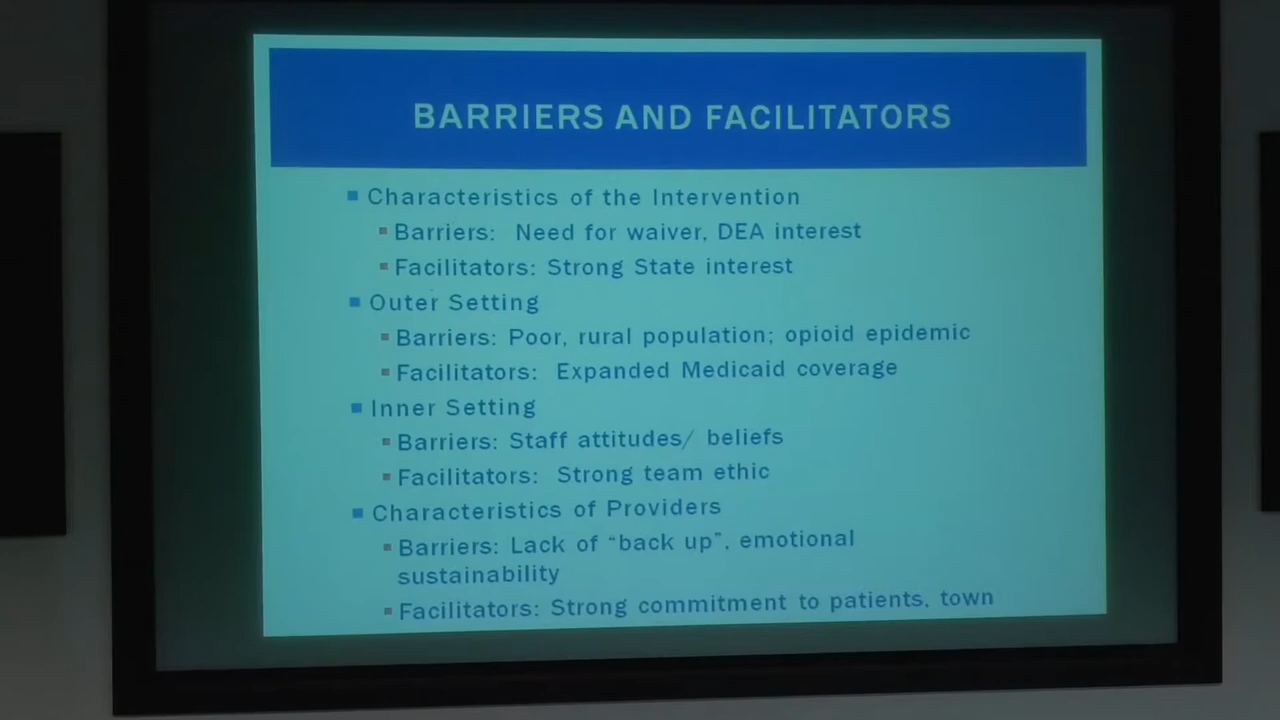 BARRIERS AND FACILITATORS
Characteristics of the Intervention
Barriers: Need for waiver, DEA interest
Facilitators: Strong State interest
Outer Setting
Barriers: Poor, rural population; opioid epidemic
Facilitators: Expanded Medicaid coverage
Inner Setting
Barriers: Staff attitudes/ beliefs
Facilitators: Strong team ethic
Characteristics of Providers
Barriers: Lack of “back up”, emotional
sustainability
Facilitators: Strong commitment to patients, town